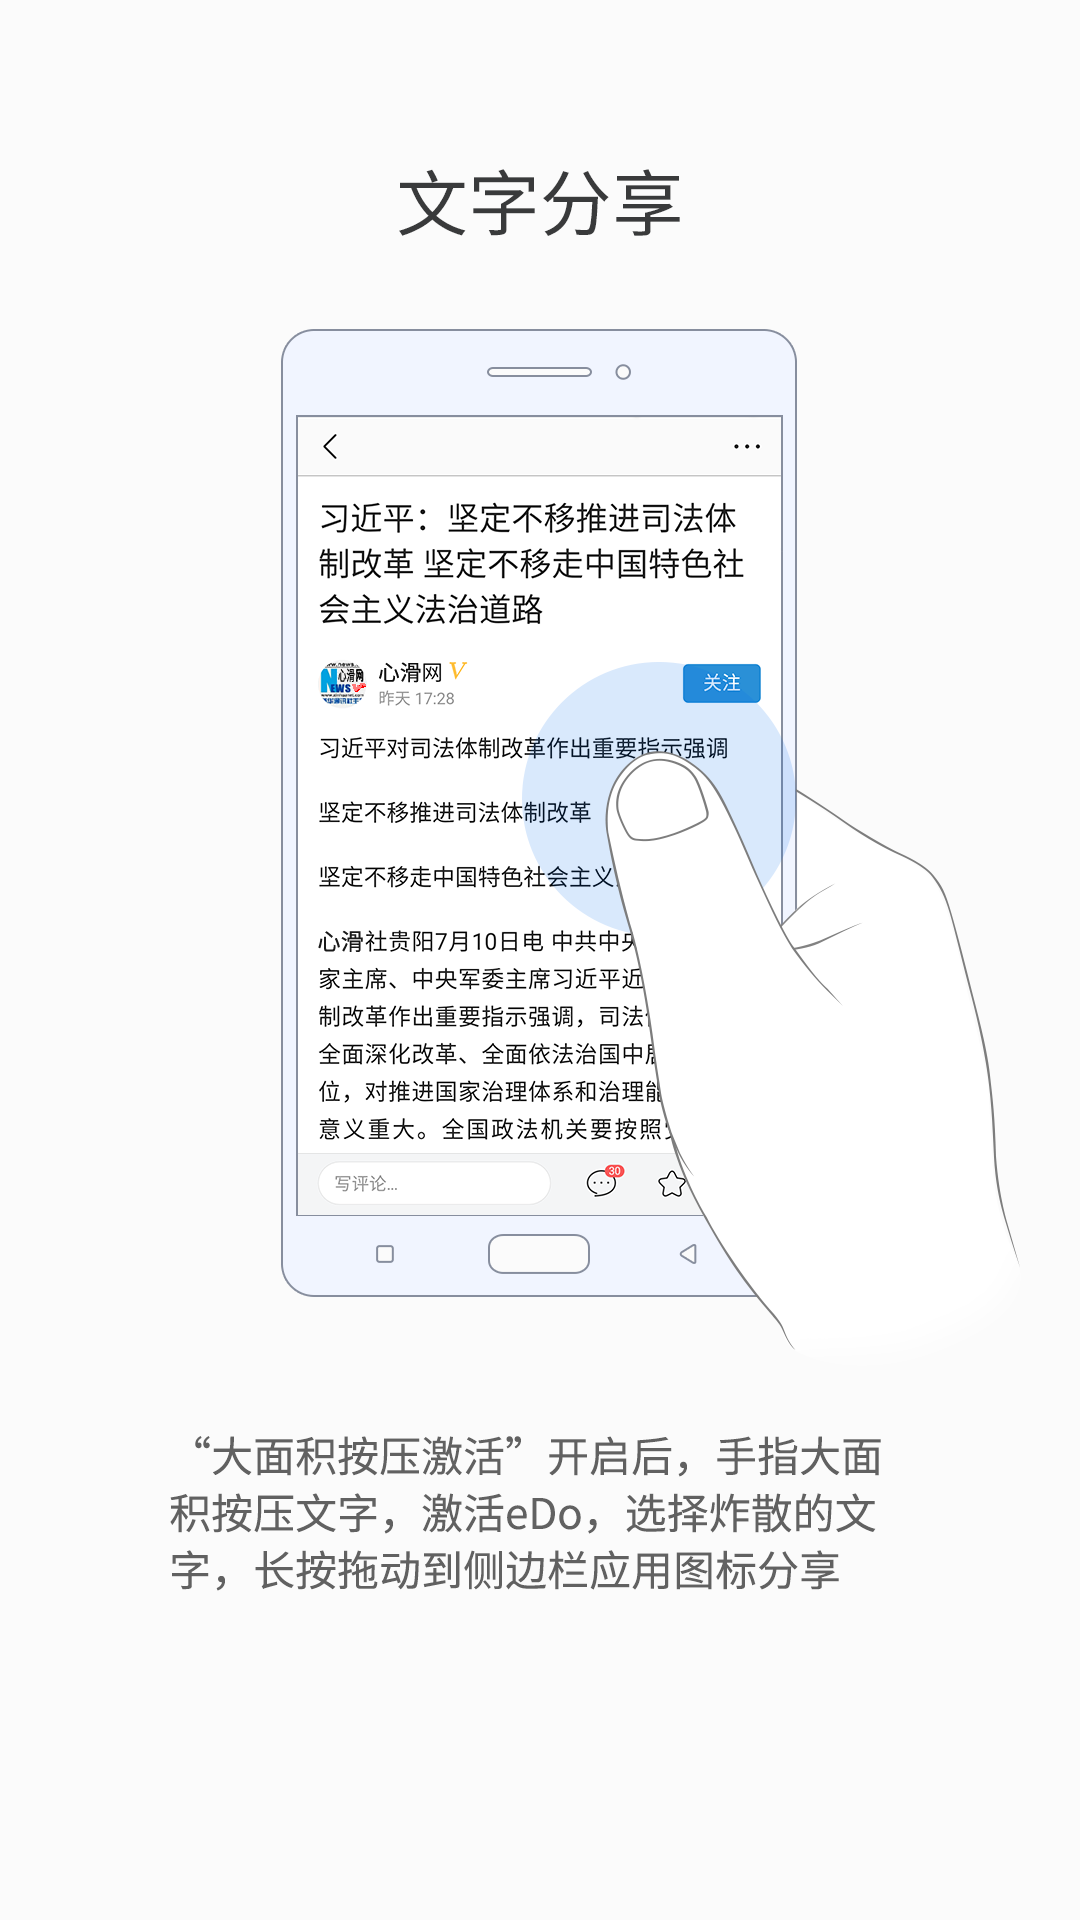 文字分享
习近平：坚定不移推进司法体
制改革 坚定不移走中国特色社
会主义法治道路
心滑网 V
关注
昨天 17:28
习近平对司法体制改革作出重要指示强调
坚定不移推进司法体制改革
坚定不移走中国特色社会主义
心滑社贵阳7月10日电 中共中央
家主席、中央军委主席习近平近
制改革作出重要指示强调，司法
全面深化改革、全面依法治国中
位，对推进国家治理体系和治理能
意义重大。全国政法机关要按照
写评论...
30
“大面积按压激活”开启后，手指大面
积按压文字，激活eDo，选择炸散的文
字，长按拖动到侧边栏应用图标分享